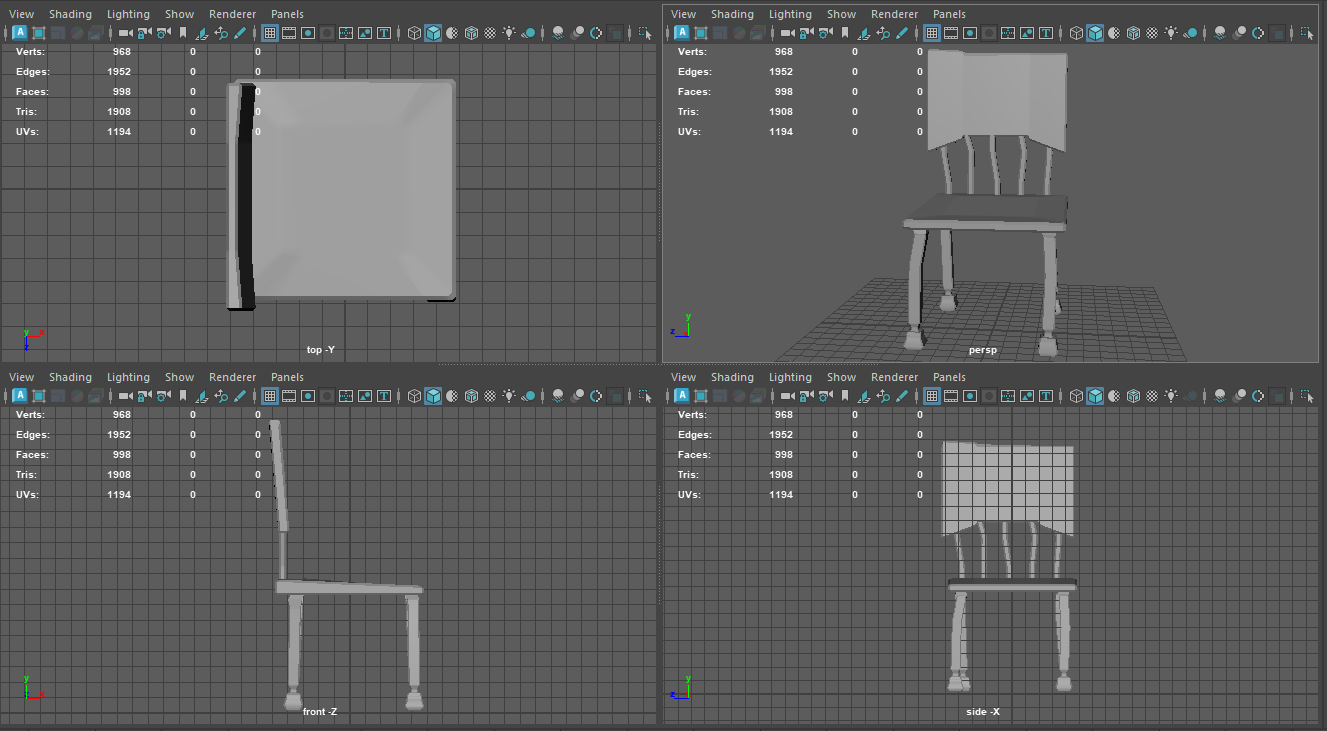 View Shading Lighting Show Renderer Panels
A
T
Verts: 968 0 0
Edges: 1952 0 0
Faces: 998 0 0
Tris: 1908 0 0
UVs: 1194 0 0
y x
z
top -Y
View Shading Lighting Show Renderer Panels
A
T
Verts: 968 0 0
Edges: 1952 0 0
Faces: 998 0 0
Tris: 1908 0 0
UVs: 1194 0 0
y
z
persp
View Shading Lighting Show Renderer Panels
A
T
Verts: 968 0 0
Edges: 1952 0 0
Faces: 998 0 0
Tris: 1908 0 0
UVs: 1194 0 0
y
z x
front -Z
View Shading Lighting Show Renderer Panels
A
T
Verts: 968 0 0
Edges: 1952 0 0
Faces: 998 0 0
Tris: 1908 0 0
UVs: 1194 0 0
y
z
side -X